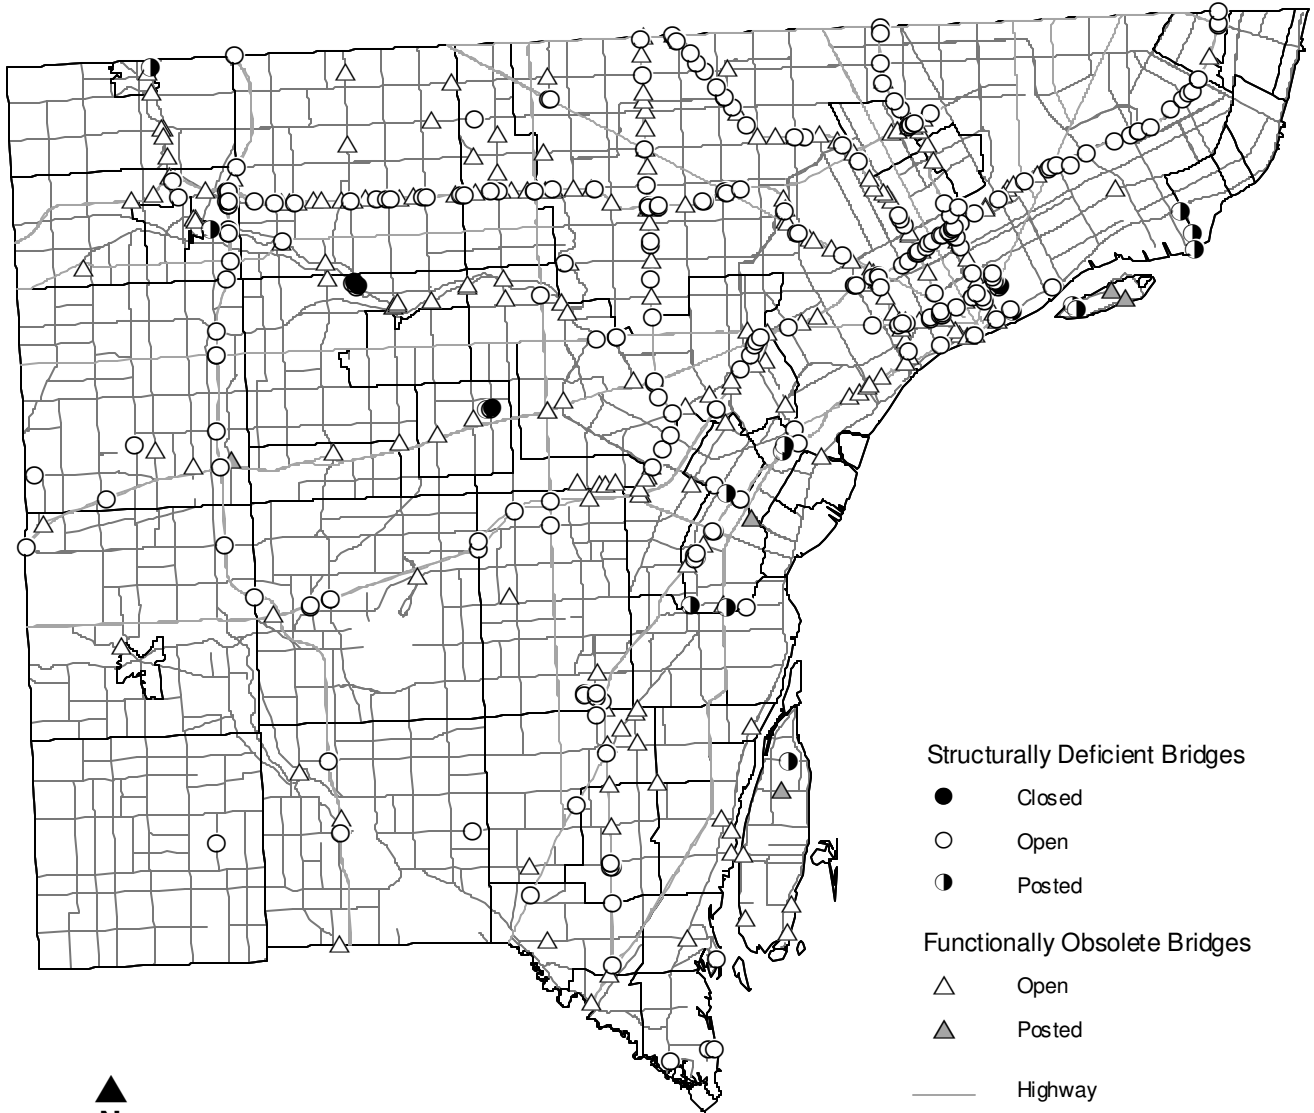 Structurally Deficient Bridges
Closed
Open
Posted
Functionally Obsolete Bridges
Open
Posted
Highway